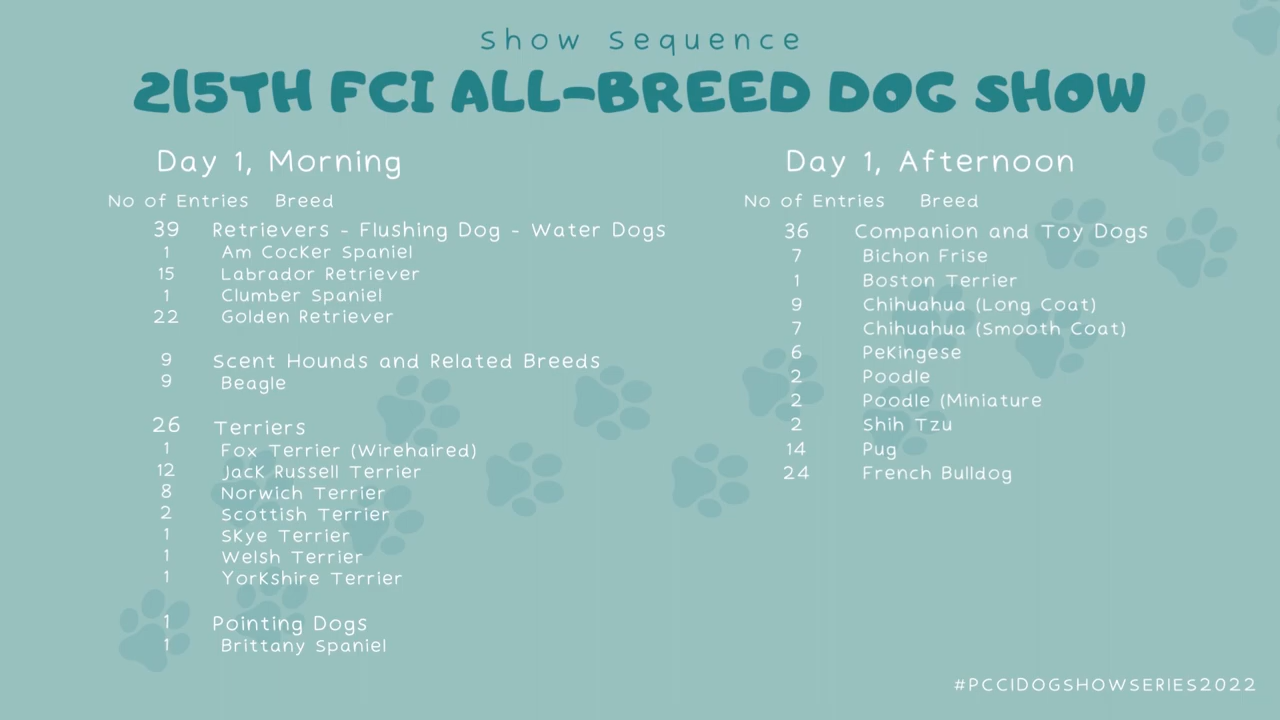 Show Sequence
215TH FCI ALL-BREED DOG SHOW
Day 1, Morning
No of Entries Breed
39 Retrievers - Flushing Dog - Water Dogs
1 Am Cocker Spaniel
15 Labrador Retriever
1 Clumber Spaniel
22 Golden Retriever
9 Scent Hounds and Related Breeds
9 Beagle
26 Terriers
1 Fox Terrier (Wirehaired)
12 Jack Russell Terrier
8 Norwich Terrier
2 Scottish Terrier
1 Skye Terrier
1 Welsh Terrier
1 Yorkshire Terrier
1 Pointing Dogs
1 Brittany Spaniel
Day 1, Afternoon
No of Entries Breed
36 Companion and Toy Dogs
7 Bichon Frise
1 Boston Terrier
9 Chihuahua (Long Coat)
7 Chihuahua (Smooth Coat)
6 Pekingese
2 Poodle
2 Poodle (Miniature
2 Shih Tzu
14 Pug
24 French Bulldog
#PCCIDOGSHOWSERIES2022